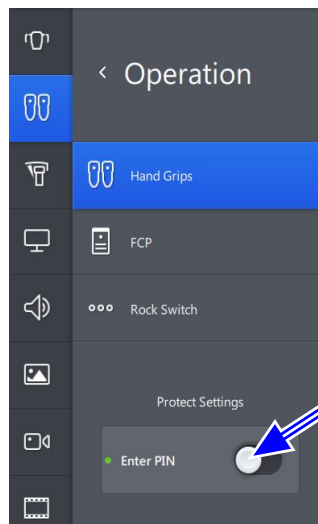 Operation
Hand Grips
FCP
Rock Switch
Protect Settings
Enter PIN